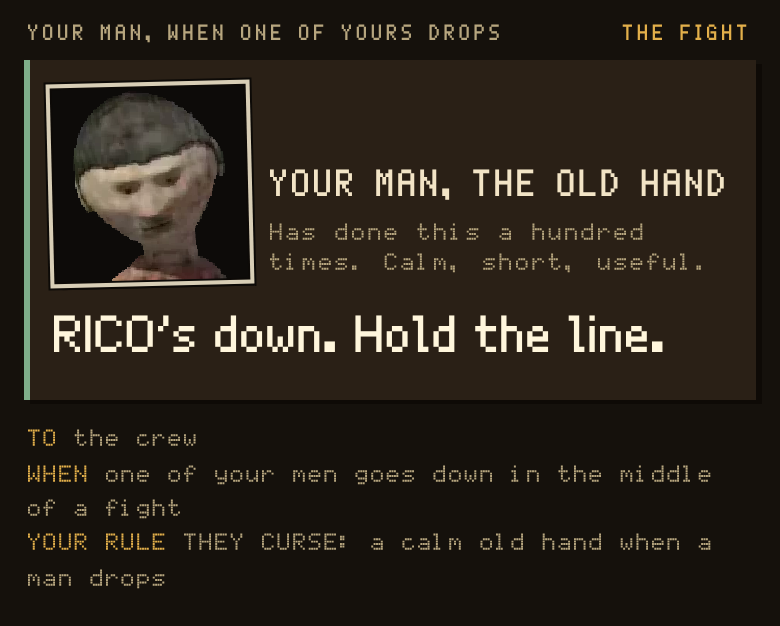 YOUR MAN, WHEN ONE OF YOURS DROPS
THE FIGHT
YOUR MAN, THE OLD HAND
Has done this a hundred
times. Calm, short, useful.
RICO's down. Hold the line.
TO the crew
WHEN one of your men goes down in the middle
of a fight
YOUR RULE THEY CURSE: a calm old hand when a
man drops